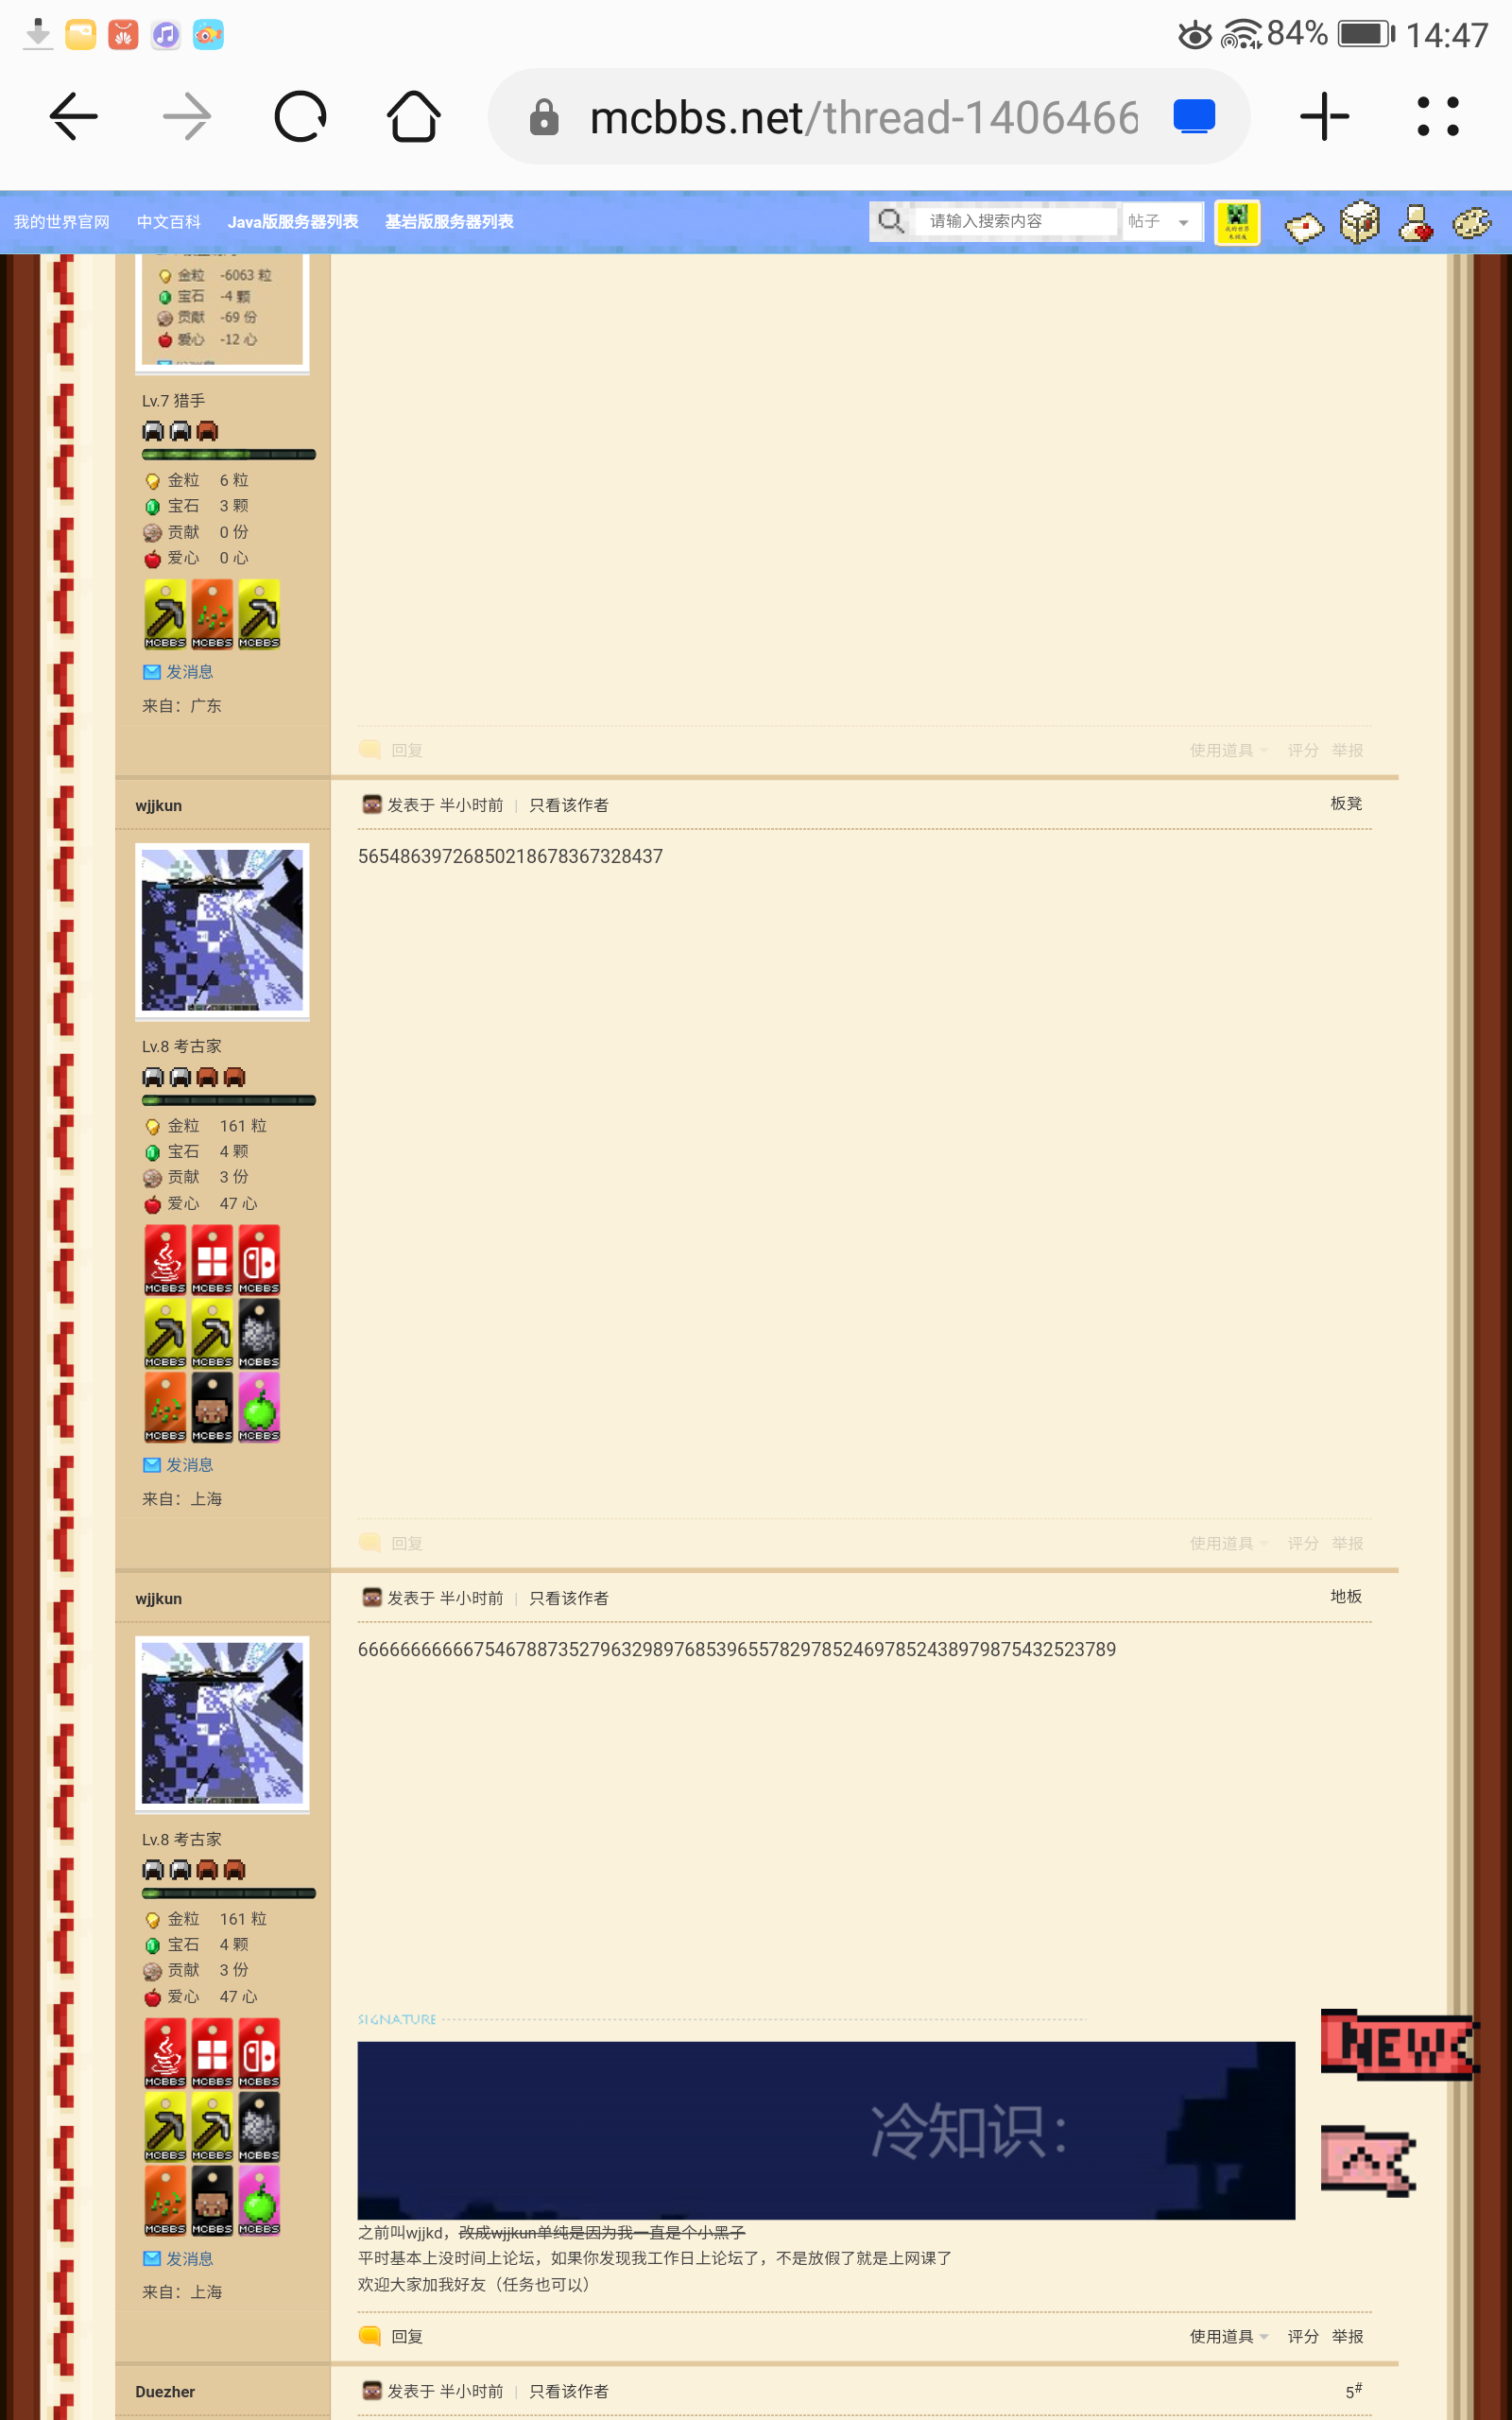 84% 14:47
mcbbs.net/thread-1406466
我的世界官网 中文百科 Java版服务器列表 基岩版服务器列表 请输入搜索内容 帖子
金粒 -6063 粒
宝石 -4 颗
贡献 -69 份
爱心 -12 心
Lv.7 猎手
金粒 6 粒
宝石 3 颗
贡献 0 份
爱心 0 心
MCBBS MCBBS MCBBS
发消息
来自：广东
回复 使用道具 评分 举报
wjjkun 发表于 半小时前 | 只看该作者 板凳
56548639726850218678367328437
Lv.8 考古家
金粒 161 粒
宝石 4 颗
贡献 3 份
爱心 47 心
MCBBS MCBBS MCBBS
MCBBS MCBBS MCBBS
MCBBS MCBBS MCBBS
发消息
来自：上海
回复 使用道具 评分 举报
wjjkun 发表于 半小时前 | 只看该作者 地板
666666666667546788735279632989768539655782978524697852438979875432523789
Lv.8 考古家
金粒 161 粒
宝石 4 颗
贡献 3 份
爱心 47 心
MCBBS MCBBS MCBBS
MCBBS MCBBS MCBBS
MCBBS MCBBS MCBBS
发消息
来自：上海
SIGNATURE
NEW
冷知识：
之前叫wjjkd，改成wjjkun单纯是因为我一直是个小黑子
平时基本上没时间上论坛，如果你发现我工作日上论坛了，不是放假了就是上网课了
欢迎大家加我好友（任务也可以）
回复 使用道具 评分 举报
Duezher 发表于 半小时前 | 只看该作者 5#